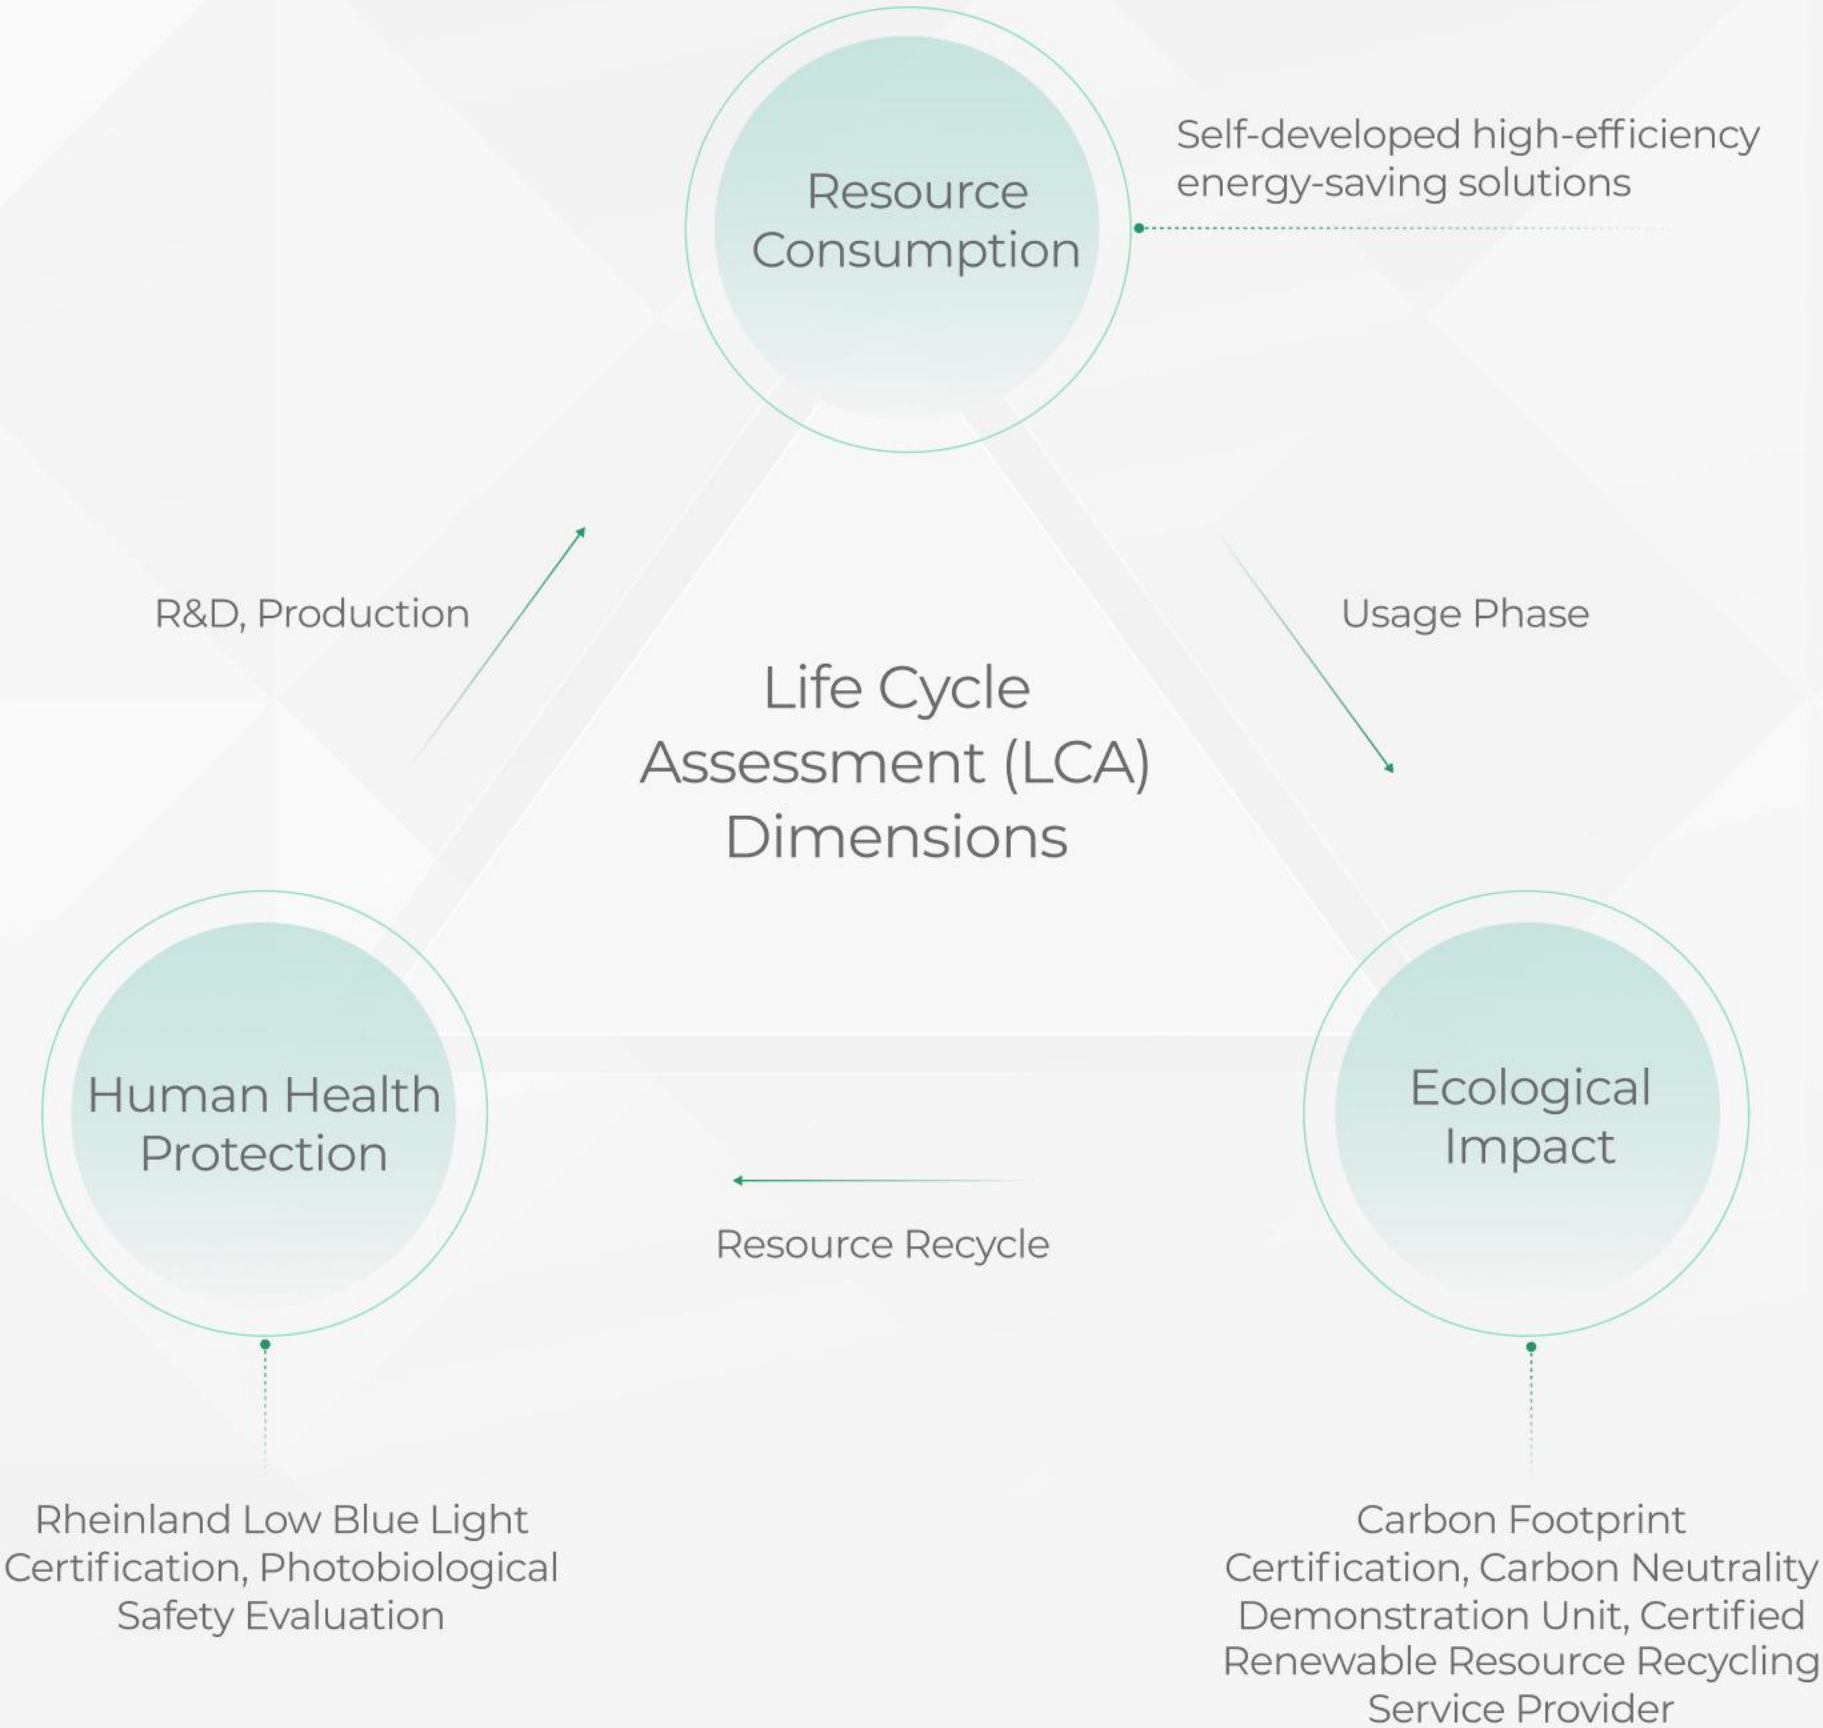 Resource
Consumption
Self-developed high-efficiency
energy-saving solutions
R&D, Production
Usage Phase
Life Cycle
Assessment (LCA)
Dimensions
Human Health
Protection
Ecological
Impact
Resource Recycle
Rheinland Low Blue Light
Certification, Photobiological
Safety Evaluation
Carbon Footprint
Certification, Carbon Neutrality
Demonstration Unit, Certified
Renewable Resource Recycling
Service Provider